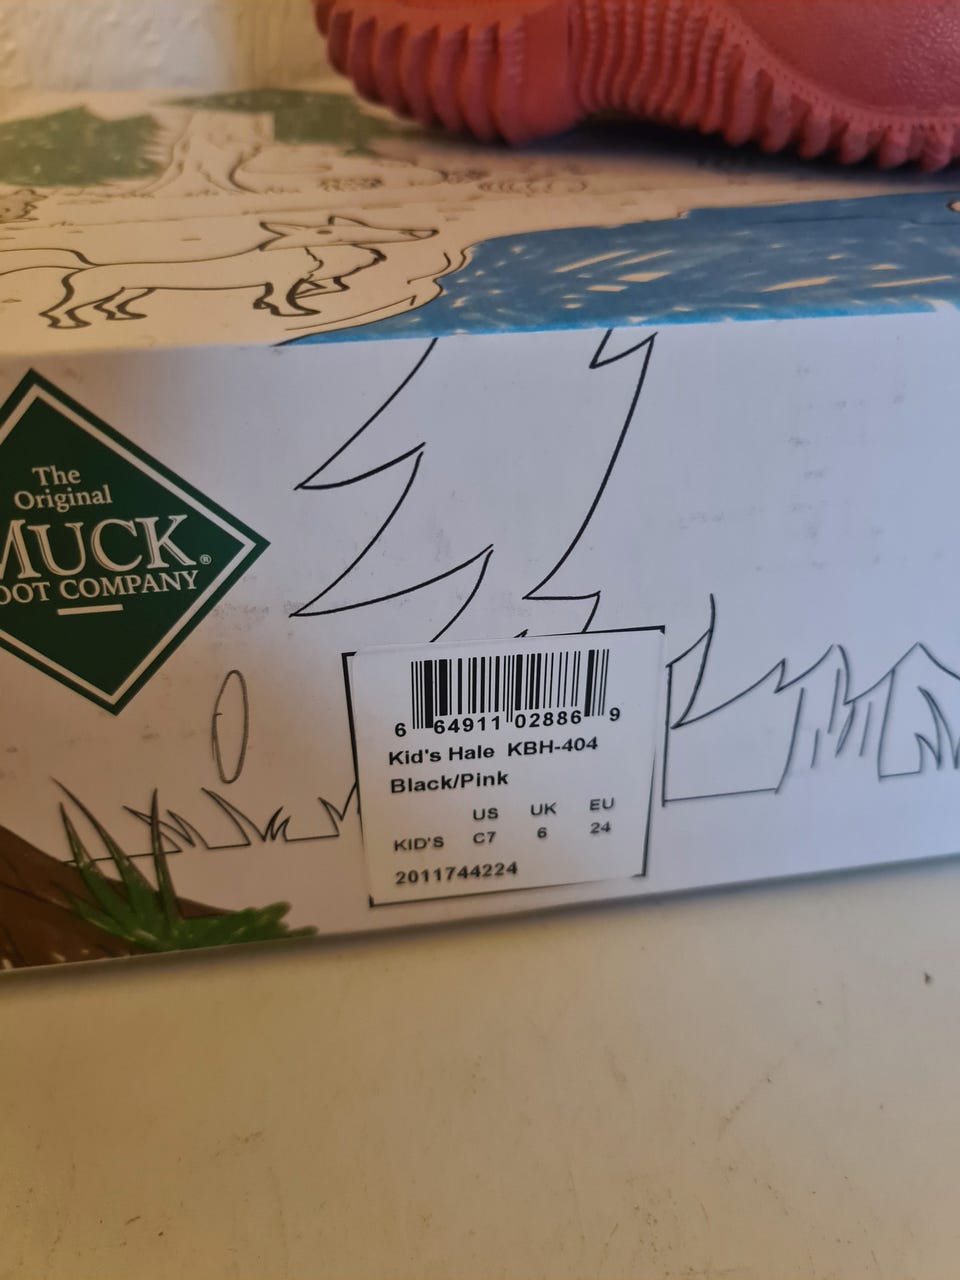 The
Original
MUCK®
BOOT COMPANY
6 64911 02886 9
Kid's Hale KBH-404
Black/Pink
US UK EU
KID'S C7 6 24
2011744224